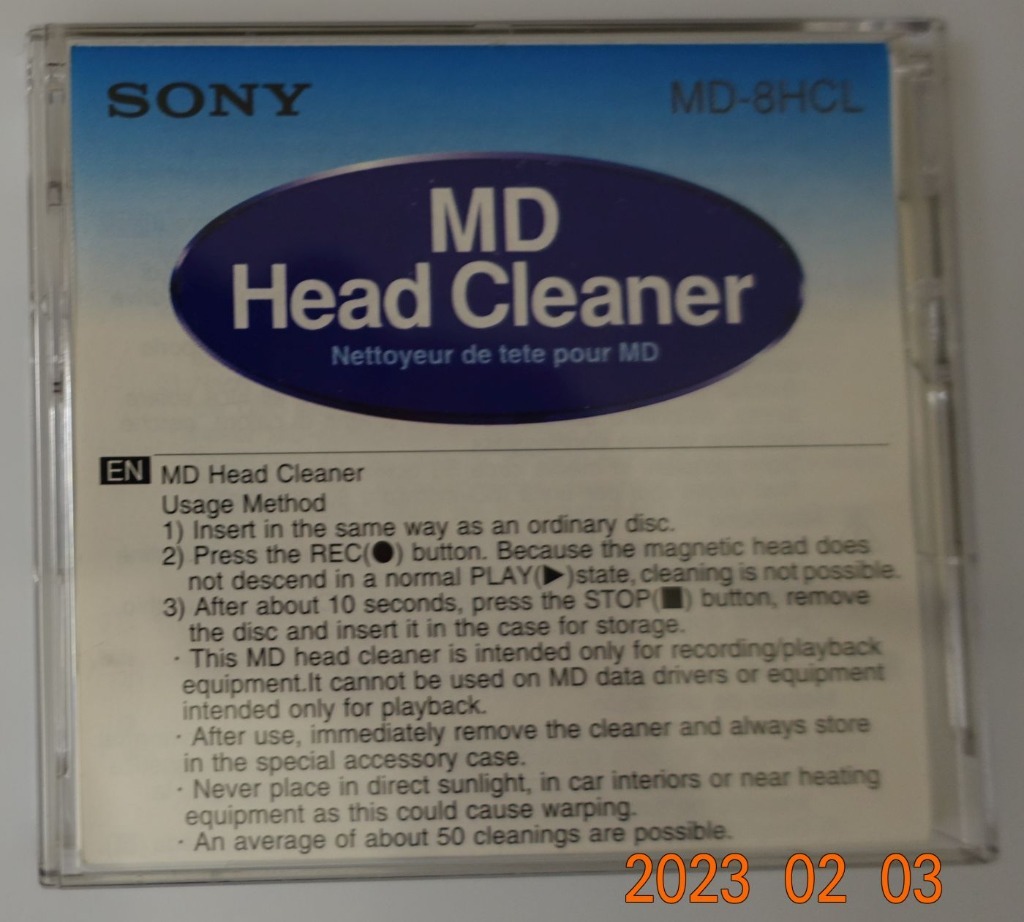 SONY MD-8HCL
MD
Head Cleaner
Nettoyeur de tete pour MD
EN MD Head Cleaner
Usage Method
1) Insert in the same way as an ordinary disc.
2) Press the REC(●) button. Because the magnetic head does
not descend in a normal PLAY(▶)state, cleaning is not possible.
3) After about 10 seconds, press the STOP(■) button, remove
the disc and insert it in the case for storage.
· This MD head cleaner is intended only for recording/playback
equipment.It cannot be used on MD data drivers or equipment
intended only for playback.
· After use, immediately remove the cleaner and always store
in the special accessory case.
· Never place in direct sunlight, in car interiors or near heating
equipment as this could cause warping.
· An average of about 50 cleanings are possible.
2023 02 03